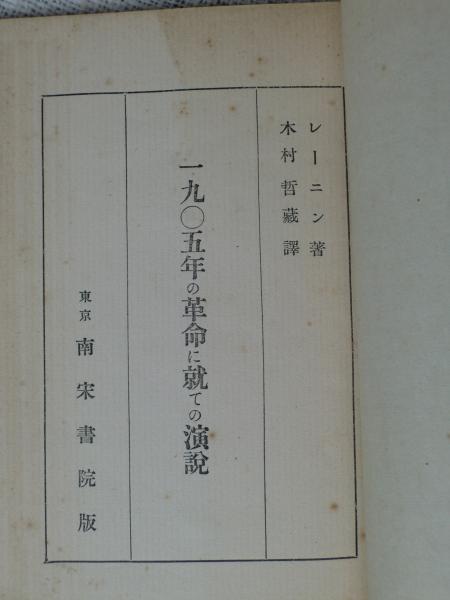 レーニン著
木村哲藏譯
一九〇五年の革命に就ての演說
東京 南宋書院版